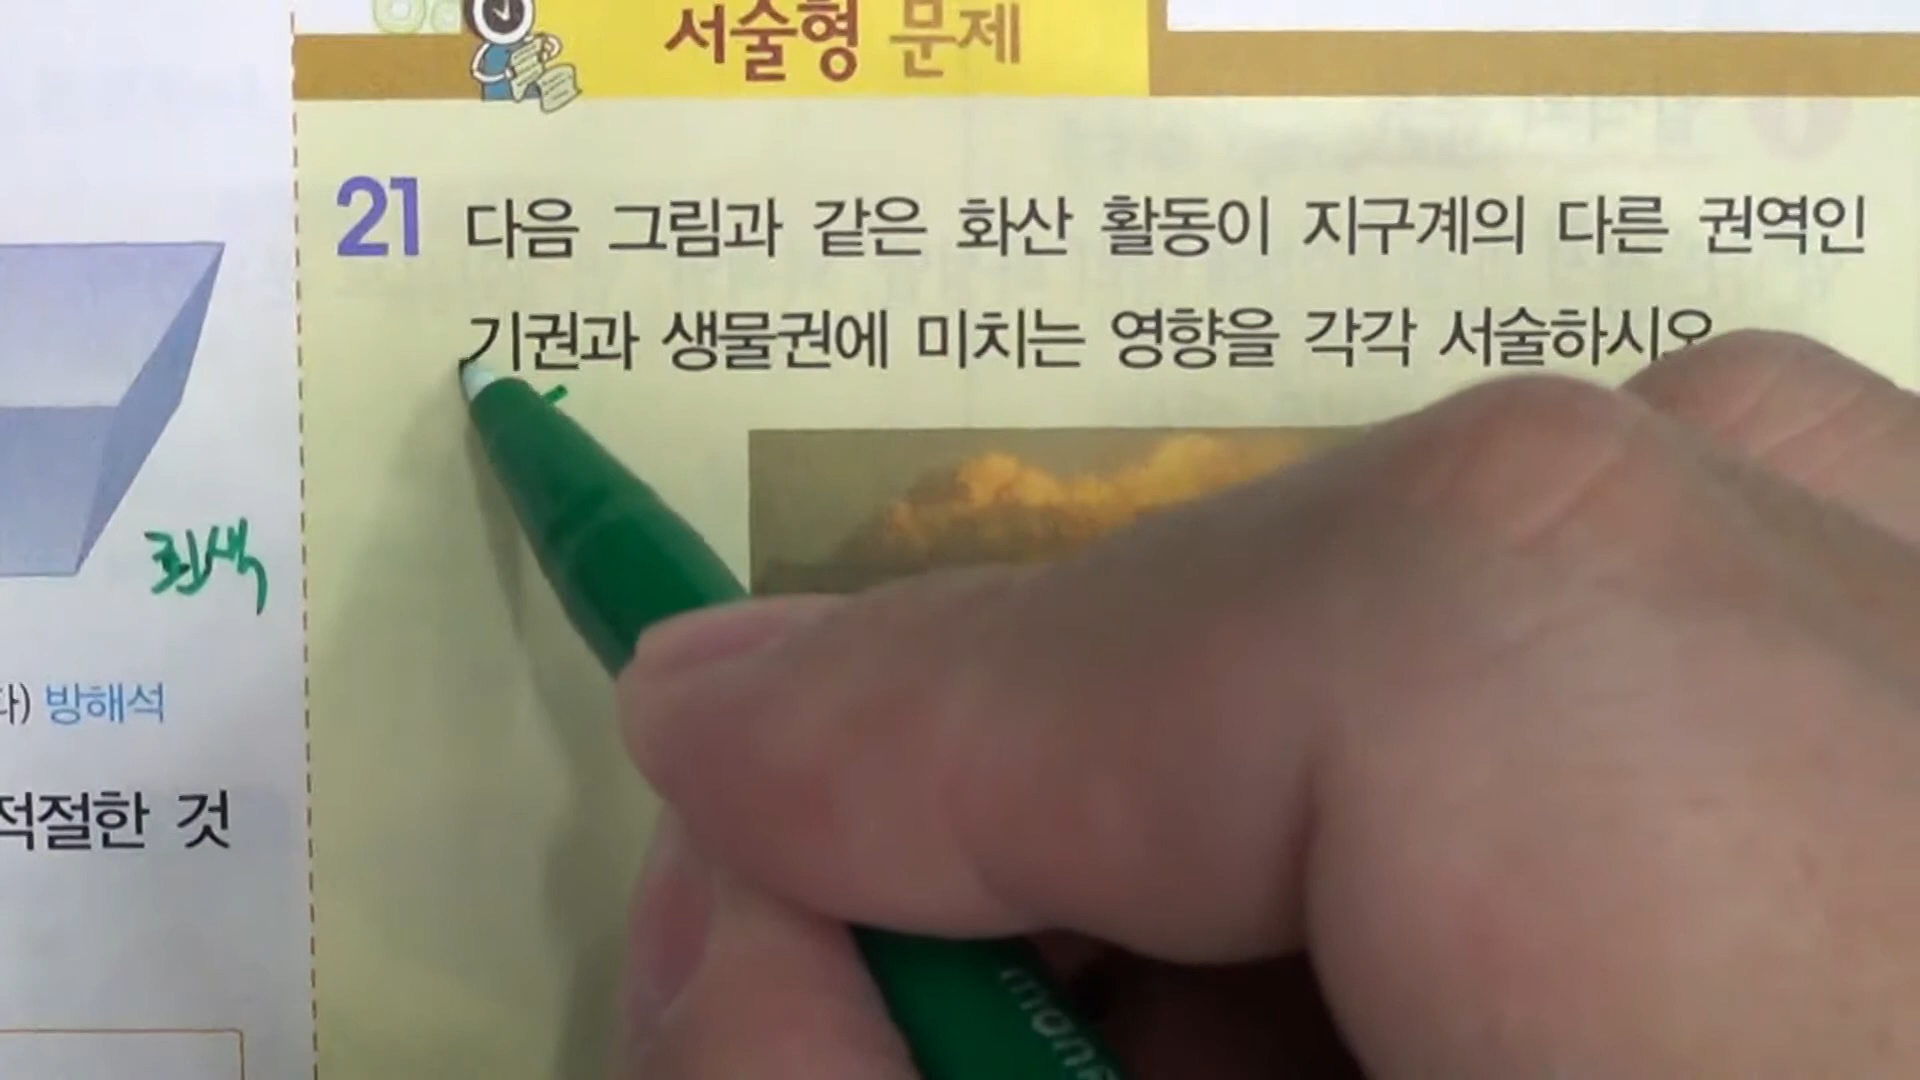 서술형 문제
21 다음 그림과 같은 화산 활동이 지구계의 다른 권역인
기권과 생물권에 미치는 영향을 각각 서술하시오
흰색
다) 방해석
적절한 것